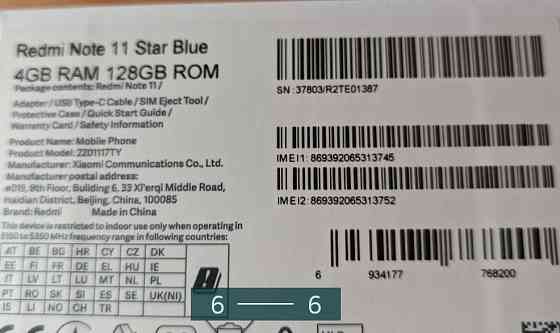 Redmi Note 11 Star Blue
4GB RAM 128GB ROM
Package contents: Redmi Note 11 /
Adapter / USB Type-C Cable / SIM Eject Tool /
Protective Case / Quick Start Guide /
Warranty Card / Safety Information
Product Name: Mobile Phone
Product Model: 2201117TY
Manufacturer: Xiaomi Communications Co., Ltd.
Manufacturer postal address:
#019, 9th Floor, Building 6, 33 Xi'erqi Middle Road,
Haidian District, Beijing, China, 100085
Brand: Redmi Made in China
This device is restricted to indoor use only when operating in
5150 to 5350 MHz frequency range in following countries:
AT BE BG HR CY CZ DK
EE FI FR DE EL HU IE
IT LV LT LU MT NL PL
PT RO SK SI ES SE UK(NI)
IS LI NO CH TR
SN: 37803/R2TE01387
IMEI1: 869392065313745
IMEI2: 869392065313752
6 934177 768200
6 — 6